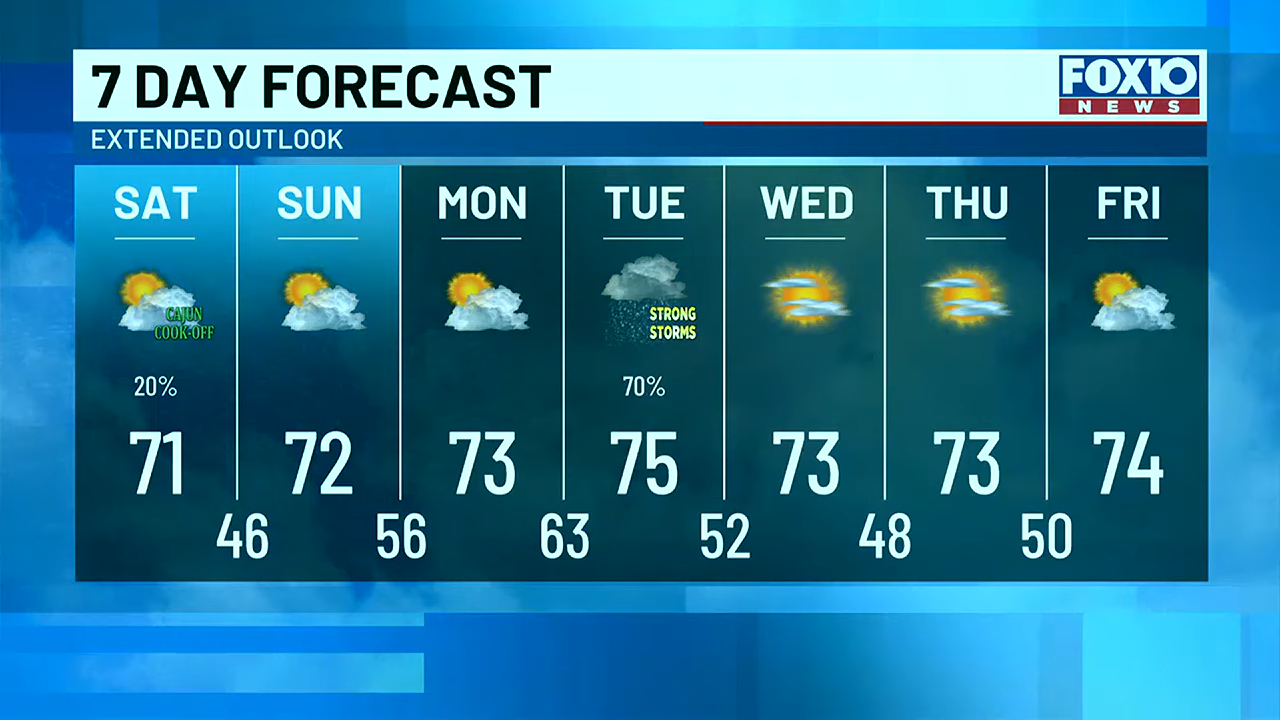 7 DAY FORECAST
FOX10
NEWS
EXTENDED OUTLOOK
SAT SUN MON TUE WED THU FRI
CAJUN STRONG
COOK-OFF STORMS
20% 70%
71 72 73 75 73 73 74
46 56 63 52 48 50